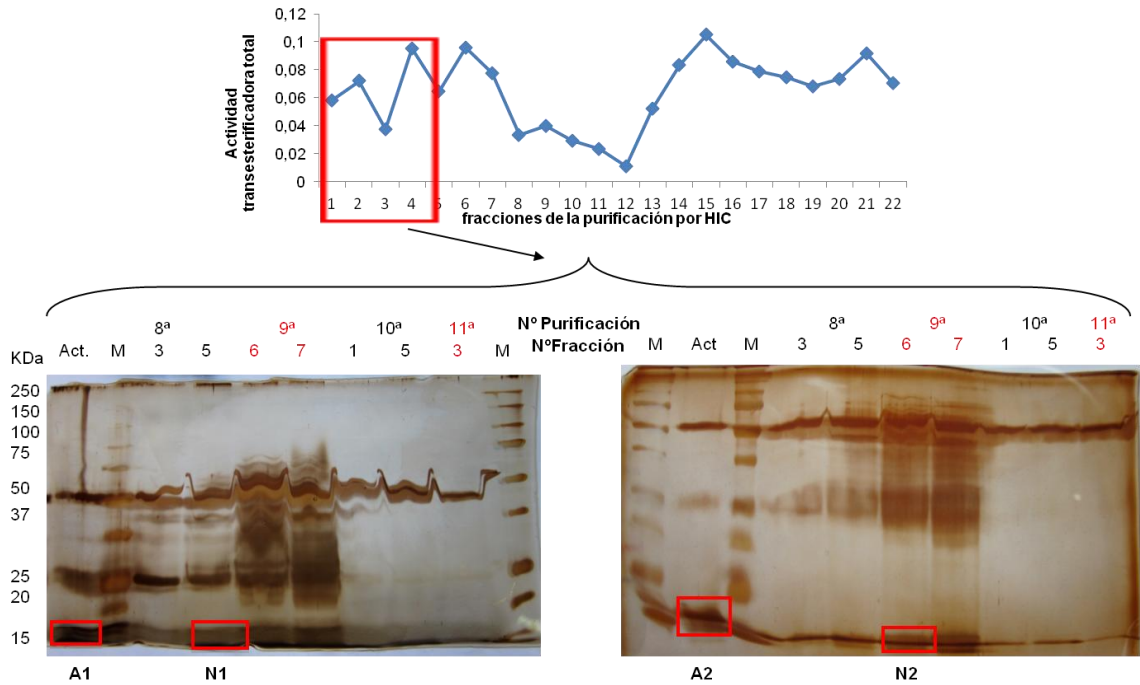 0,12
0,1
0,08
0,06
0,04
0,02
0
Actividad
transesterificadora total
1 2 3 4 5 6 7 8 9 10 11 12 13 14 15 16 17 18 19 20 21 22
fracciones de la purificación por HIC
Nº Purificación
NºFracción
8ª 9ª 10ª 11ª
KDa Act. M 3 5 6 7 1 5 3 M
250
150
100
75
50
37
25
20
15
A1 N1
8ª 9ª 10ª 11ª
M Act M 3 5 6 7 1 5 3
A2 N2